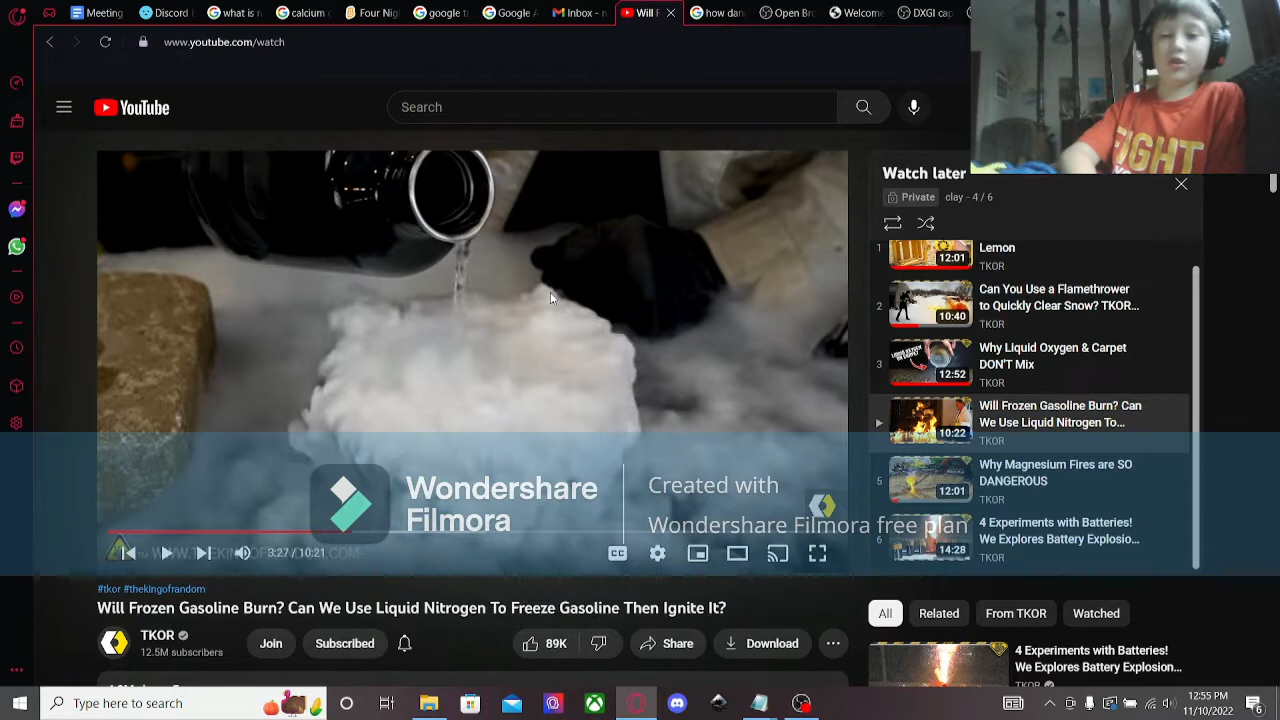 Meeting
Discord
what is
calcium
Four Nig
google t
Google A
Inbox - n
Will F
how dan
Open Bro
Welcome
DXGI cap
www.youtube.com/watch
YouTube
Search
FIGHT
Watch later
Private
clay - 4 / 6
1
Lemon
12:01
TKOR
2
Can You Use a Flamethrower
to Quickly Clear Snow? TKOR...
10:40
TKOR
3
Why Liquid Oxygen & Carpet
DON'T Mix
12:52
TKOR
Will Frozen Gasoline Burn? Can
We Use Liquid Nitrogen To...
10:22
TKOR
5
Why Magnesium Fires are SO
DANGEROUS
12:01
TKOR
6
4 Experiments with Batteries!
We Explores Battery Explosio...
14:28
TKOR
Wondershare
Filmora
Created with
Wondershare Filmora free plan
3:27 / 10:21
CC
#tkor #thekingofrandom
Will Frozen Gasoline Burn? Can We Use Liquid Nitrogen To Freeze Gasoline Then Ignite It?
TKOR
12.5M subscribers
Join
Subscribed
89K
Share
Download
All
Related
From TKOR
Watched
4 Experiments with Batteries!
We Explores Battery Explosion...
TKOR
Type here to search
12:55 PM
11/10/2022
6